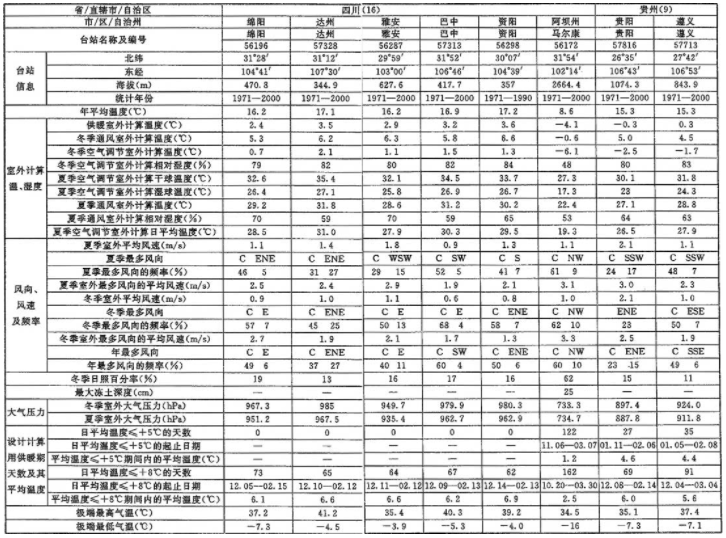 省/直辖市/自治区 四川(16) 贵州(9)
市/区/自治州 绵阳 达州 雅安 巴中 资阳 阿坝州 贵阳 遵义
台站名称及编号 绵阳 达州 雅安 巴中 资阳 马尔康 贵阳 遵义
56196 57328 56287 57313 56298 56172 57816 57713
台站信息
北纬 31°28′ 31°12′ 29°59′ 31°52′ 30°07′ 31°54′ 26°35′ 27°42′
东经 104°41′ 107°30′ 103°00′ 106°46′ 104°39′ 102°14′ 106°43′ 106°53′
海拔(m) 470.8 344.9 627.6 417.7 357 2664.4 1074.3 843.9
统计年份 1971—2000 1971—2000 1971—2000 1971—2000 1971—1990 1971—2000 1971—2000 1971—2000
年平均温度(℃) 16.2 17.1 16.2 16.9 17.2 8.6 15.3 15.3
室外计算温、湿度
供暖室外计算温度(℃) 2.4 3.5 2.9 3.2 3.6 −4.1 −0.3 0.3
冬季通风室外计算温度(℃) 5.3 6.2 6.3 5.8 6.6 −0.6 5.0 4.5
冬季空气调节室外计算温度(℃) 0.7 2.1 1.1 1.5 1.3 −6.1 −2.5 −1.7
冬季空气调节室外计算相对湿度(%) 79 82 80 82 84 48 80 83
夏季空气调节室外计算干球温度(℃) 32.6 35.4 32.1 34.5 33.7 27.3 30.1 31.8
夏季空气调节室外计算湿球温度(℃) 26.4 27.1 25.8 26.9 26.7 17.3 23 24.3
夏季通风室外计算温度(℃) 29.2 31.8 28.6 31.2 30.2 22.4 27.1 28.8
夏季通风室外计算相对湿度(%) 70 59 70 59 65 53 64 63
夏季空气调节室外计算日平均温度(℃) 28.5 31.0 27.9 30.3 29.5 19.3 26.5 27.9
风向、风速及频率
夏季室外平均风速(m/s) 1.1 1.4 1.8 0.9 1.3 1.1 2.1 1.1
夏季最多风向 C ENE C ENE C WSW C SW C S C NW C SSW C SSW
夏季最多风向的频率(%) 46 5 31 27 29 15 52 5 41 7 61 9 24 17 48 7
夏季室外最多风向的平均风速(m/s) 2.5 2.4 2.9 1.9 2.1 3.1 3.0 2.3
冬季室外平均风速(m/s) 0.9 1.0 1.1 0.6 0.8 1.0 2.1 1.0
冬季最多风向 C E C ENE C E C E C ENE C NW ENE C ESE
冬季最多风向的频率(%) 57 7 45 25 50 13 68 4 58 7 62 10 23 50 7
冬季室外最多风向的平均风速(m/s) 2.7 1.9 2.1 1.7 1.3 3.3 2.5 1.9
年最多风向 C E C ENE C E C SW C ENE C NW C ENE C SSE
年最多风向的频率(%) 49 6 37 27 40 11 60 4 50 6 60 10 23 15 49 6
冬季日照百分率(%) 19 13 16 17 16 62 15 11
最大冻土深度(cm) 25
大气压力
冬季室外大气压力(hPa) 967.3 985 949.7 979.9 980.3 733.3 897.4 924.0
夏季室外大气压力(hPa) 951.2 967.5 935.4 962.7 962.9 734.7 887.8 911.8
设计计算用供暖期天数及其平均温度
日平均温度≤+5℃的天数 0 0 0 0 0 122 27 35
日平均温度≤+5℃的起止日期 — — — — — 11.06—03.07 01.11—02.06 01.05—02.08
平均温度≤+5℃期间内的平均温度(℃) — — — — — 1.2 4.6 4.4
日平均温度≤+8℃的天数 73 65 64 67 62 162 69 91
日平均温度≤+8℃的起止日期 12.05—02.15 12.10—02.12 12.11—02.12 12.09—02.13 12.14—02.13 10.20—03.30 12.08—02.14 12.04—03.04
平均温度≤+8℃期间内的平均温度(℃) 6.1 6.6 6.6 6.2 6.9 2.5 6.0 5.6
极端最高气温(℃) 37.2 41.2 35.4 40.3 39.2 34.5 35.1 37.4
极端最低气温(℃) −7.3 −4.5 −3.9 −5.3 −4.0 −16 −7.3 −7.1